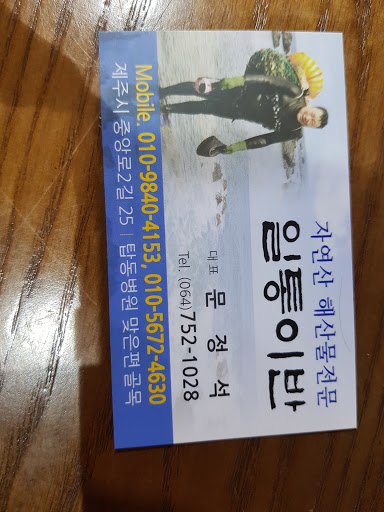 자연산 해산물전문
일통이반
대표 문정석
Tel. (064)752-1028
Mobile. 010-9840-4153, 010-5672-4630
제주시 중앙로2길 25 | 탑동병원 맞은편 골목